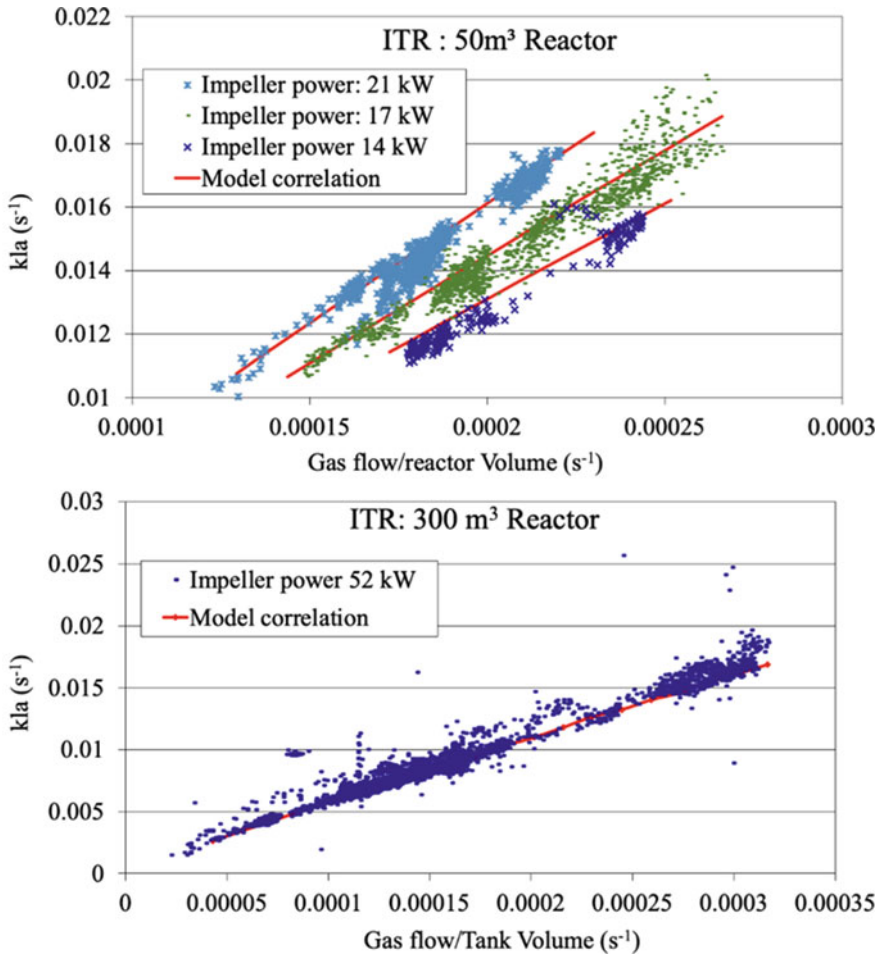 ITR : 50m³ Reactor
Impeller power: 21 kW
Impeller power: 17 kW
Impeller power 14 kW
Model correlation
kla (s⁻¹)
0.022
0.02
0.018
0.016
0.014
0.012
0.01
0.0001
0.00015
0.0002
0.00025
0.0003
Gas flow/reactor Volume (s⁻¹)
ITR: 300 m³ Reactor
Impeller power 52 kW
Model correlation
kla (s⁻¹)
0.03
0.025
0.02
0.015
0.01
0.005
0
0
0.00005
0.0001
0.00015
0.0002
0.00025
0.0003
0.00035
Gas flow/Tank Volume (s⁻¹)